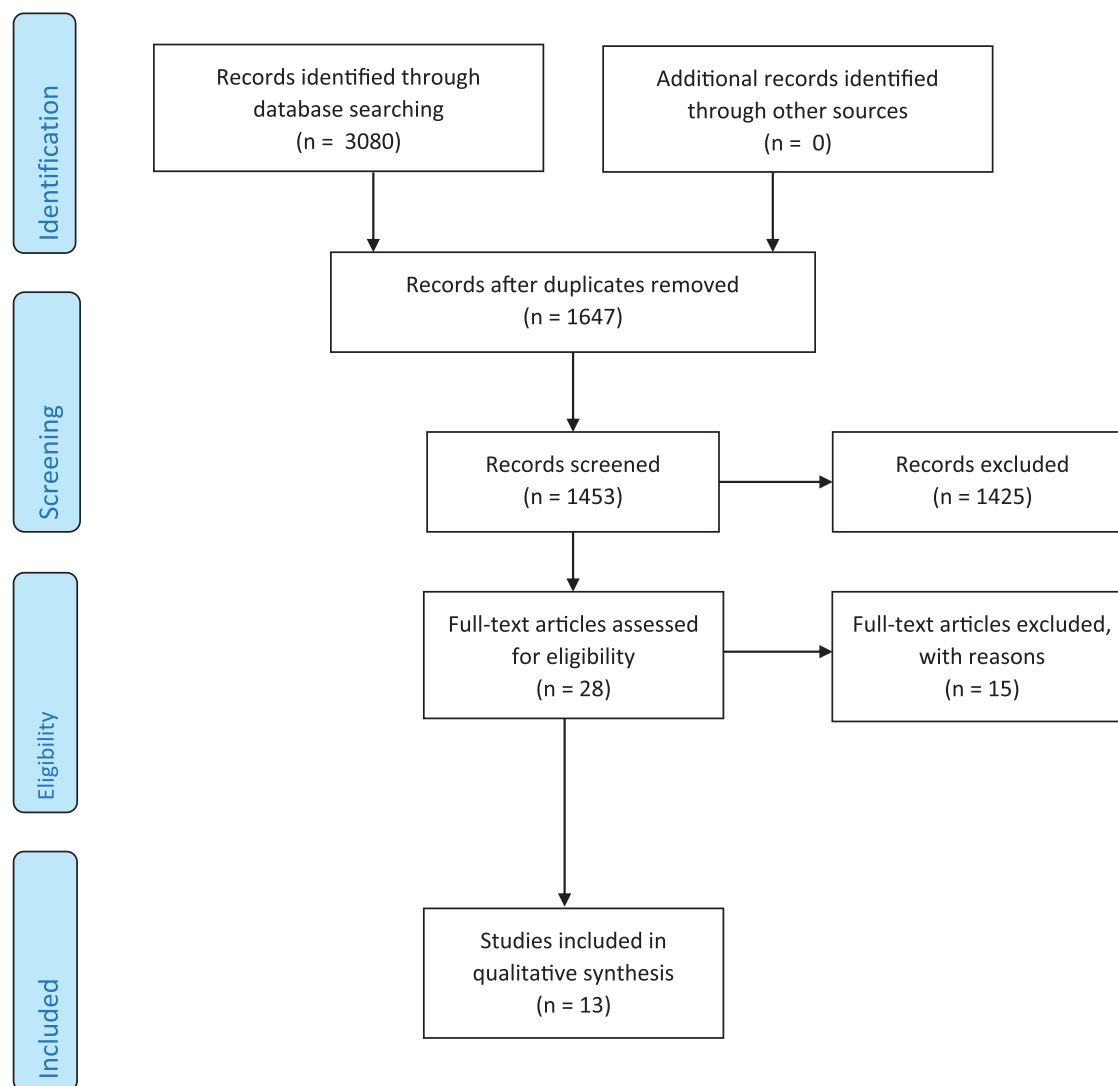 Identification
Records identified through
database searching
(n =  3080)
Additional records identified
through other sources
(n =  0)
Records after duplicates removed
(n = 1647)
Screening
Records screened
(n = 1453)
Records excluded
(n = 1425)
Eligibility
Full-text articles assessed
for eligibility
(n = 28)
Full-text articles excluded,
with reasons
(n = 15)
Included
Studies included in
qualitative synthesis
(n = 13)